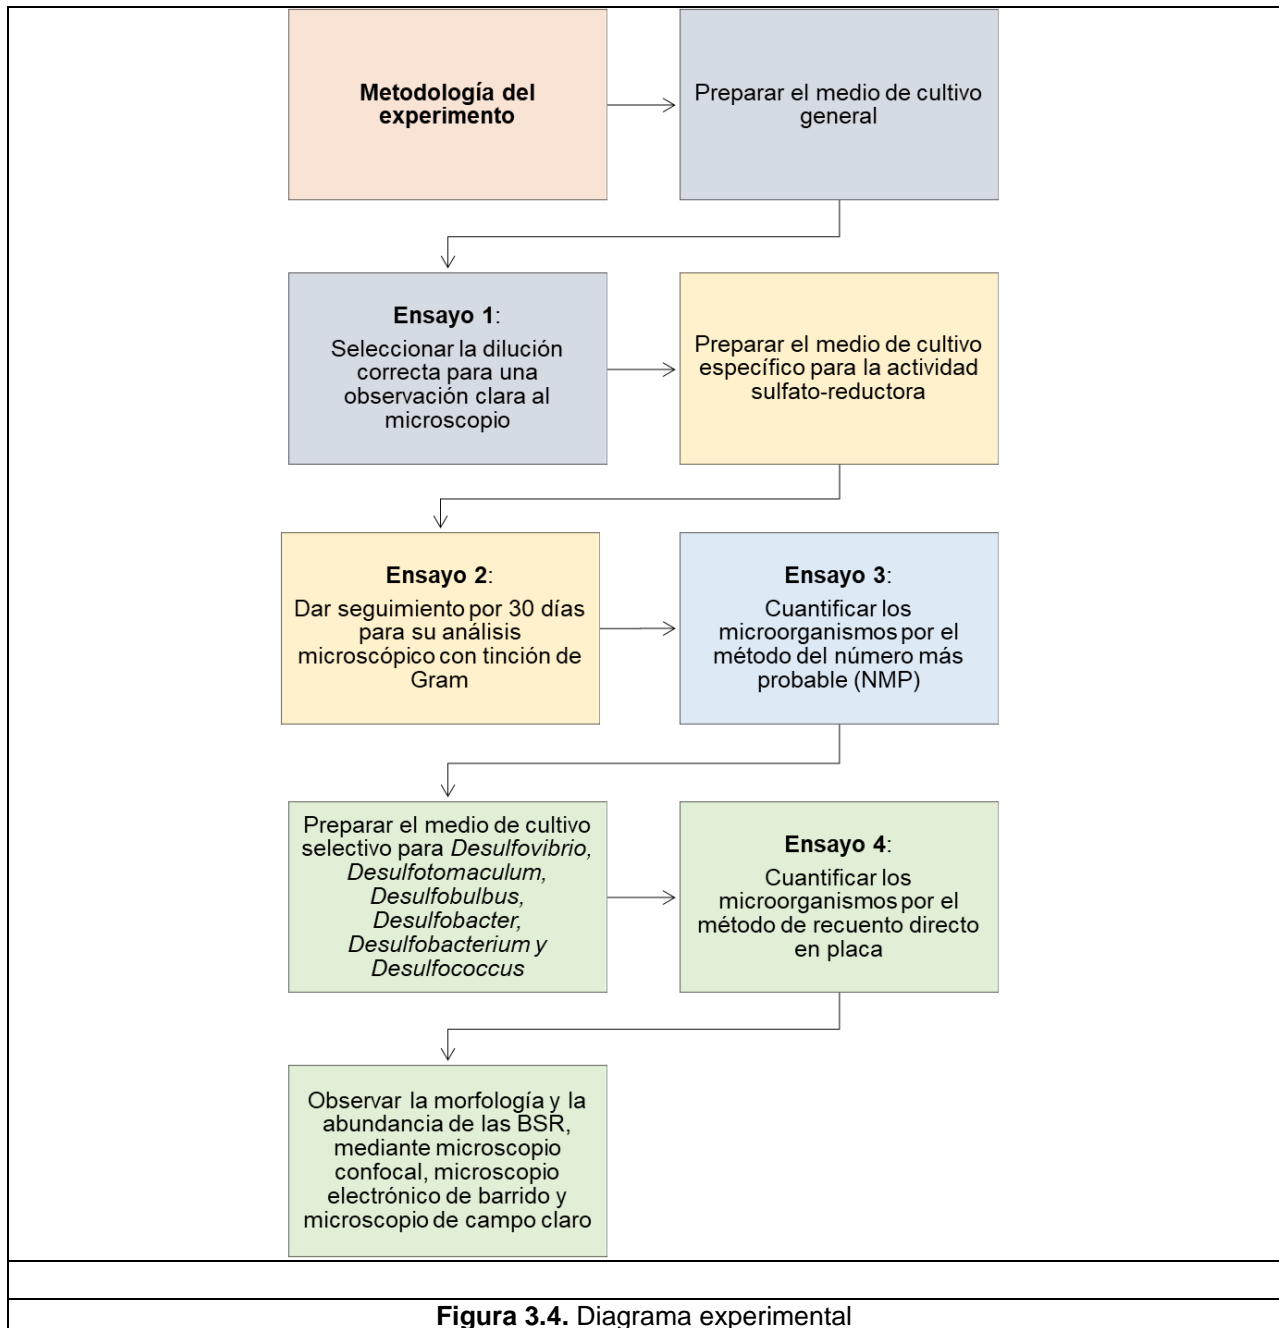 Metodología del
experimento
Preparar el medio de cultivo
general
Ensayo 1:
Seleccionar la dilución
correcta para una
observación clara al
microscopio
Preparar el medio de cultivo
específico para la actividad
sulfato-reductora
Ensayo 2:
Dar seguimiento por 30 días
para su análisis
microscópico con tinción de
Gram
Ensayo 3:
Cuantificar los
microorganismos por el
método del número más
probable (NMP)
Preparar el medio de cultivo
selectivo para Desulfovibrio,
Desulfotomaculum,
Desulfobulbus,
Desulfobacter,
Desulfobacterium y
Desulfococcus
Ensayo 4:
Cuantificar los
microorganismos por el
método de recuento directo
en placa
Observar la morfología y la
abundancia de las BSR,
mediante microscopio
confocal, microscopio
electrónico de barrido y
microscopio de campo claro
Figura 3.4. Diagrama experimental